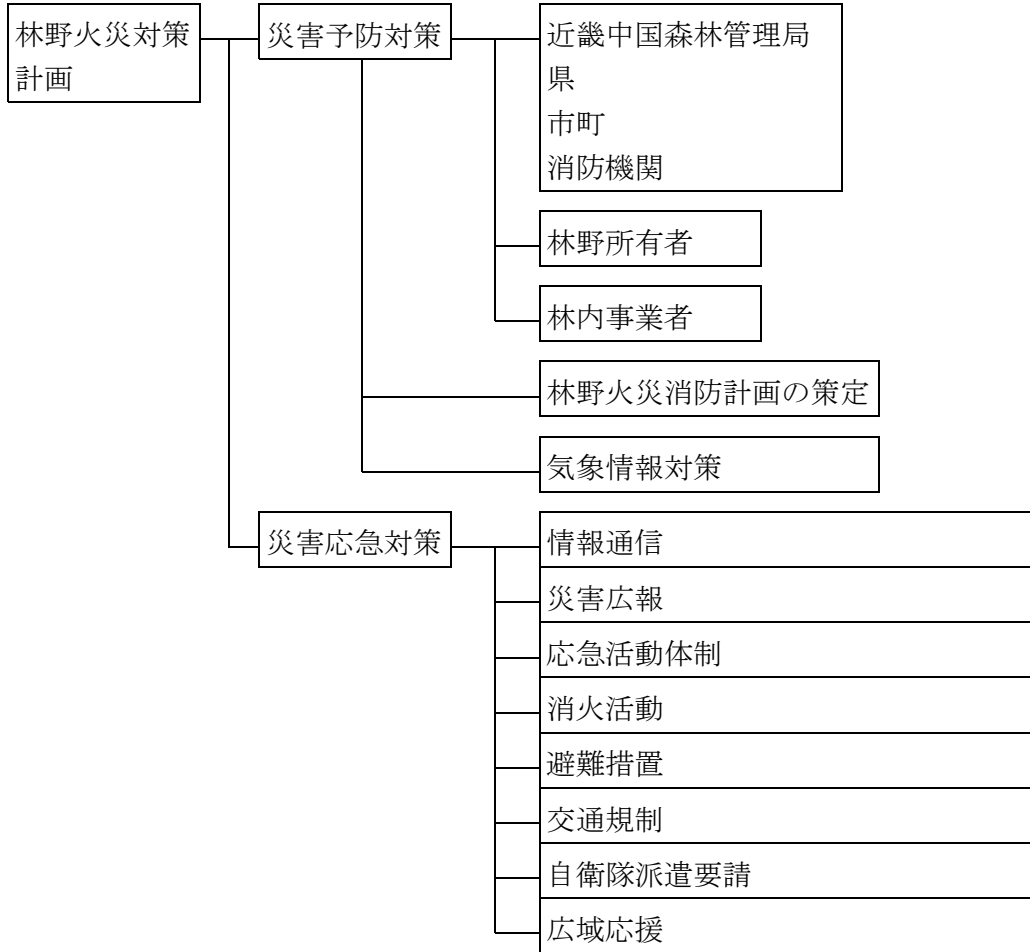 林野火災対策
計画
災害予防対策
近畿中国森林管理局
県
市町
消防機関
林野所有者
林内事業者
林野火災消防計画の策定
気象情報対策
災害応急対策
情報通信
災害広報
応急活動体制
消火活動
避難措置
交通規制
自衛隊派遣要請
広域応援